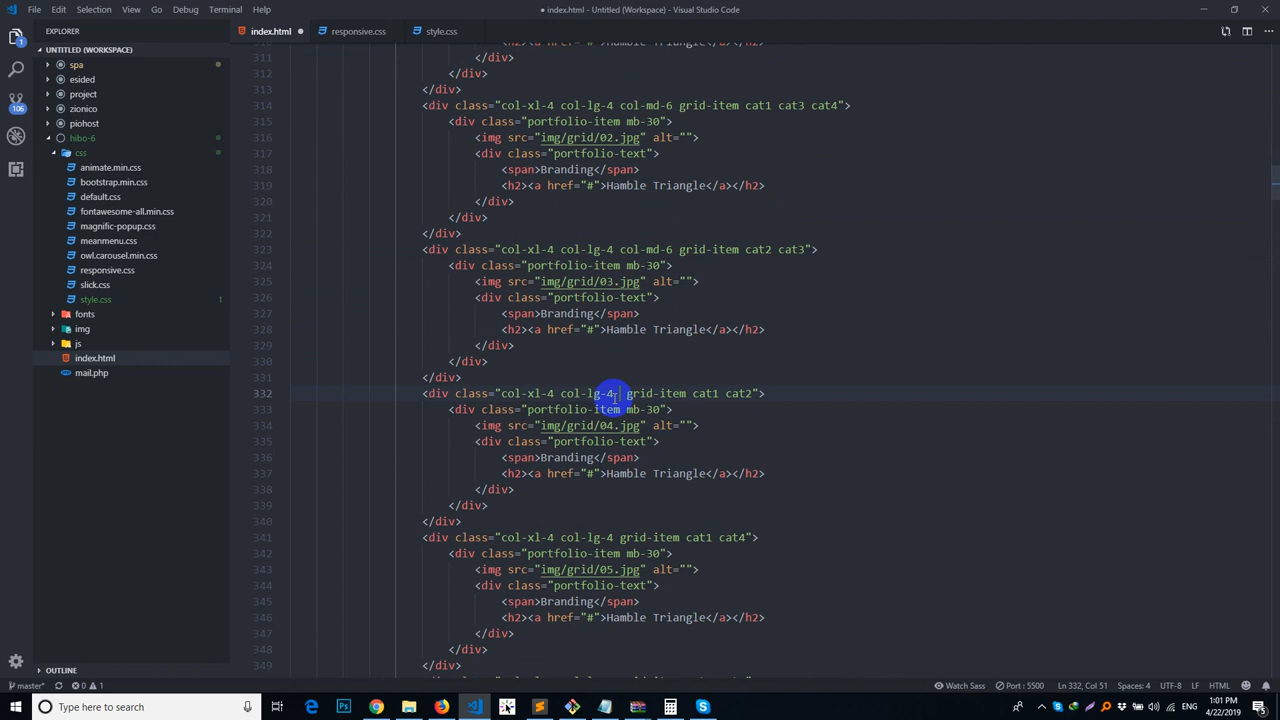 File Edit Selection View Go Debug Terminal Help
● index.html - Untitled (Workspace) - Visual Studio Code
EXPLORER
index.html
responsive.css
style.css
UNTITLED (WORKSPACE)
spa
esided
project
zionico
piohost
hibo-6
css
animate.min.css
bootstrap.min.css
default.css
fontawesome-all.min.css
magnific-popup.css
meanmenu.css
owl.carousel.min.css
responsive.css
slick.css
style.css 1
fonts
img
js
index.html
mail.php
OUTLINE
1
106
310 <h2><a href="#">Hamble Triangle</a></h2>
311 </div>
312 </div>
313 </div>
314 <div class="col-xl-4 col-lg-4 col-md-6 grid-item cat1 cat3 cat4">
315 <div class="portfolio-item mb-30">
316 <img src="img/grid/02.jpg" alt="">
317 <div class="portfolio-text">
318 <span>Branding</span>
319 <h2><a href="#">Hamble Triangle</a></h2>
320 </div>
321 </div>
322 </div>
323 <div class="col-xl-4 col-lg-4 col-md-6 grid-item cat2 cat3">
324 <div class="portfolio-item mb-30">
325 <img src="img/grid/03.jpg" alt="">
326 <div class="portfolio-text">
327 <span>Branding</span>
328 <h2><a href="#">Hamble Triangle</a></h2>
329 </div>
330 </div>
331 </div>
332 <div class="col-xl-4 col-lg-4 grid-item cat1 cat2">
333 <div class="portfolio-item mb-30">
334 <img src="img/grid/04.jpg" alt="">
335 <div class="portfolio-text">
336 <span>Branding</span>
337 <h2><a href="#">Hamble Triangle</a></h2>
338 </div>
339 </div>
340 </div>
341 <div class="col-xl-4 col-lg-4 grid-item cat1 cat4">
342 <div class="portfolio-item mb-30">
343 <img src="img/grid/05.jpg" alt="">
344 <div class="portfolio-text">
345 <span>Branding</span>
346 <h2><a href="#">Hamble Triangle</a></h2>
347 </div>
348 </div>
349 </div>
master* 0 1
Watch Sass Port : 5500 Ln 332, Col 51 Spaces: 4 UTF-8 LF HTML
Type here to search
ENG
1:01 PM
4/22/2019